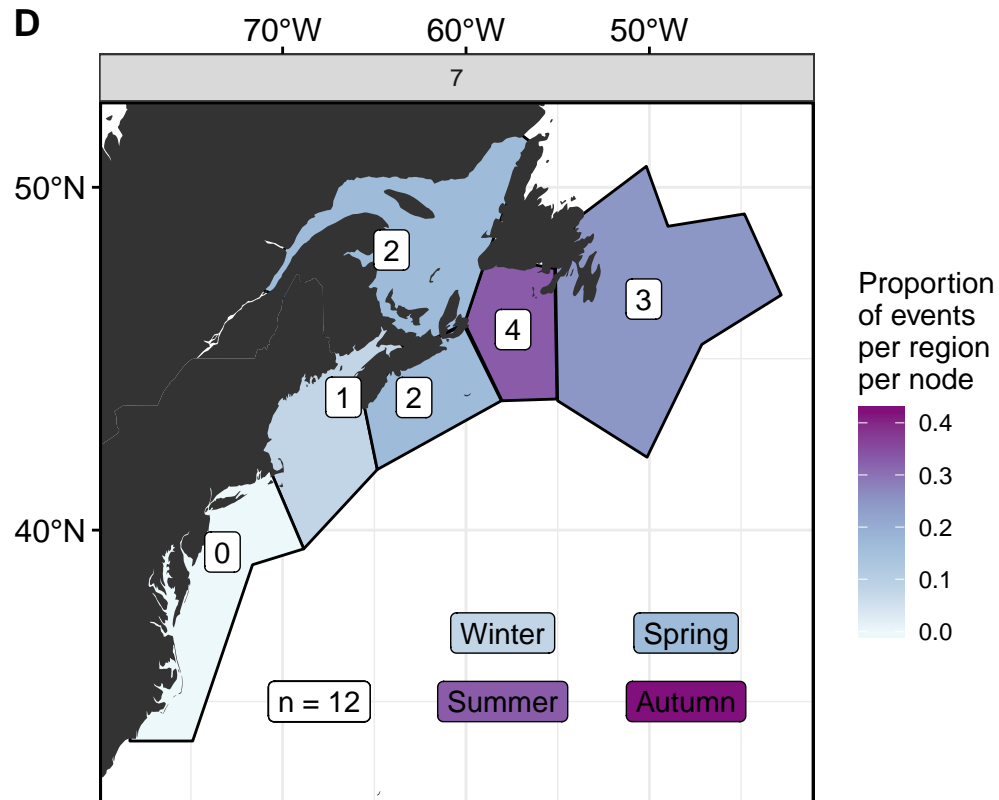 D
70°W 60°W 50°W
7
50°N
40°N
2
3
4
1
2
0
Winter
Spring
n = 12
Summer
Autumn
Proportion
of events
per region
per node
0.4
0.3
0.2
0.1
0.0